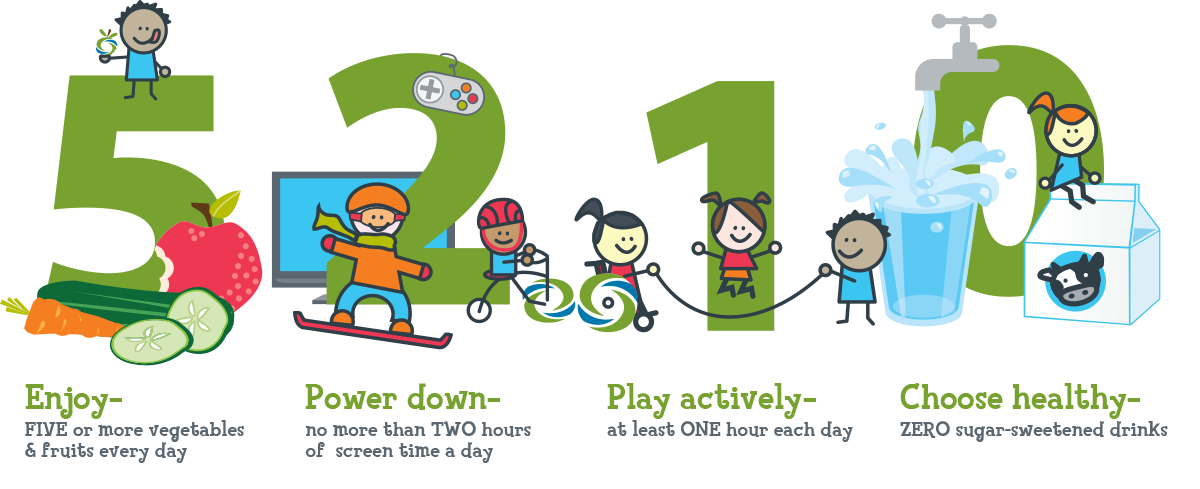 5 2 1 0
Enjoy-
FIVE or more vegetables
& fruits every day
Power down-
no more than TWO hours
of screen time a day
Play actively-
at least ONE hour each day
Choose healthy-
ZERO sugar-sweetened drinks